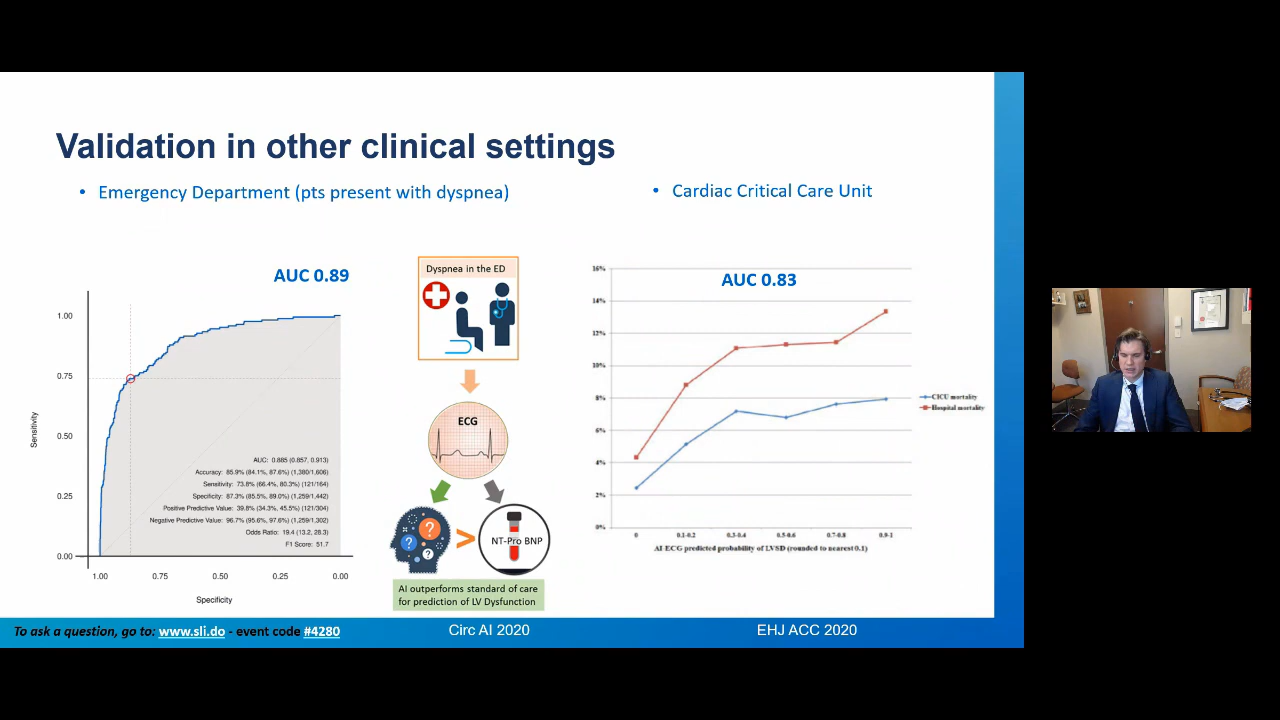 Validation in other clinical settings
• Emergency Department (pts present with dyspnea)
AUC 0.89
1.00
0.75
0.50
0.25
0.00
Sensitivity
AUC: 0.885 (0.857, 0.913)
Accuracy: 85.9% (84.1%, 87.6%) (1,380/1,606)
Sensitivity: 73.8% (66.4%, 80.3%) (121/164)
Specificity: 87.3% (85.5%, 89.0%) (1,259/1,442)
Positive Predictive Value: 39.8% (34.3%, 45.5%) (121/304)
Negative Predictive Value: 96.7% (95.6%, 97.6%) (1,259/1,302)
Odds Ratio: 19.4 (13.2, 28.3)
F1 Score: 51.7
1.00 0.75 0.50 0.25 0.00
Specificity
Dyspnea in the ED
ECG
? ? ?
>
NT-Pro BNP
AI outperforms standard of care
for prediction of LV Dysfunction
• Cardiac Critical Care Unit
AUC 0.83
16%
14%
12%
10%
8%
6%
4%
2%
0%
0 0.1-0.2 0.3-0.4 0.5-0.6 0.7-0.8 0.9-1
AI-ECG predicted probability of LVSD (rounded to nearest 0.1)
CICU mortality
Hospital mortality
To ask a question, go to: www.sli.do - event code #4280
Circ AI 2020
EHJ ACC 2020